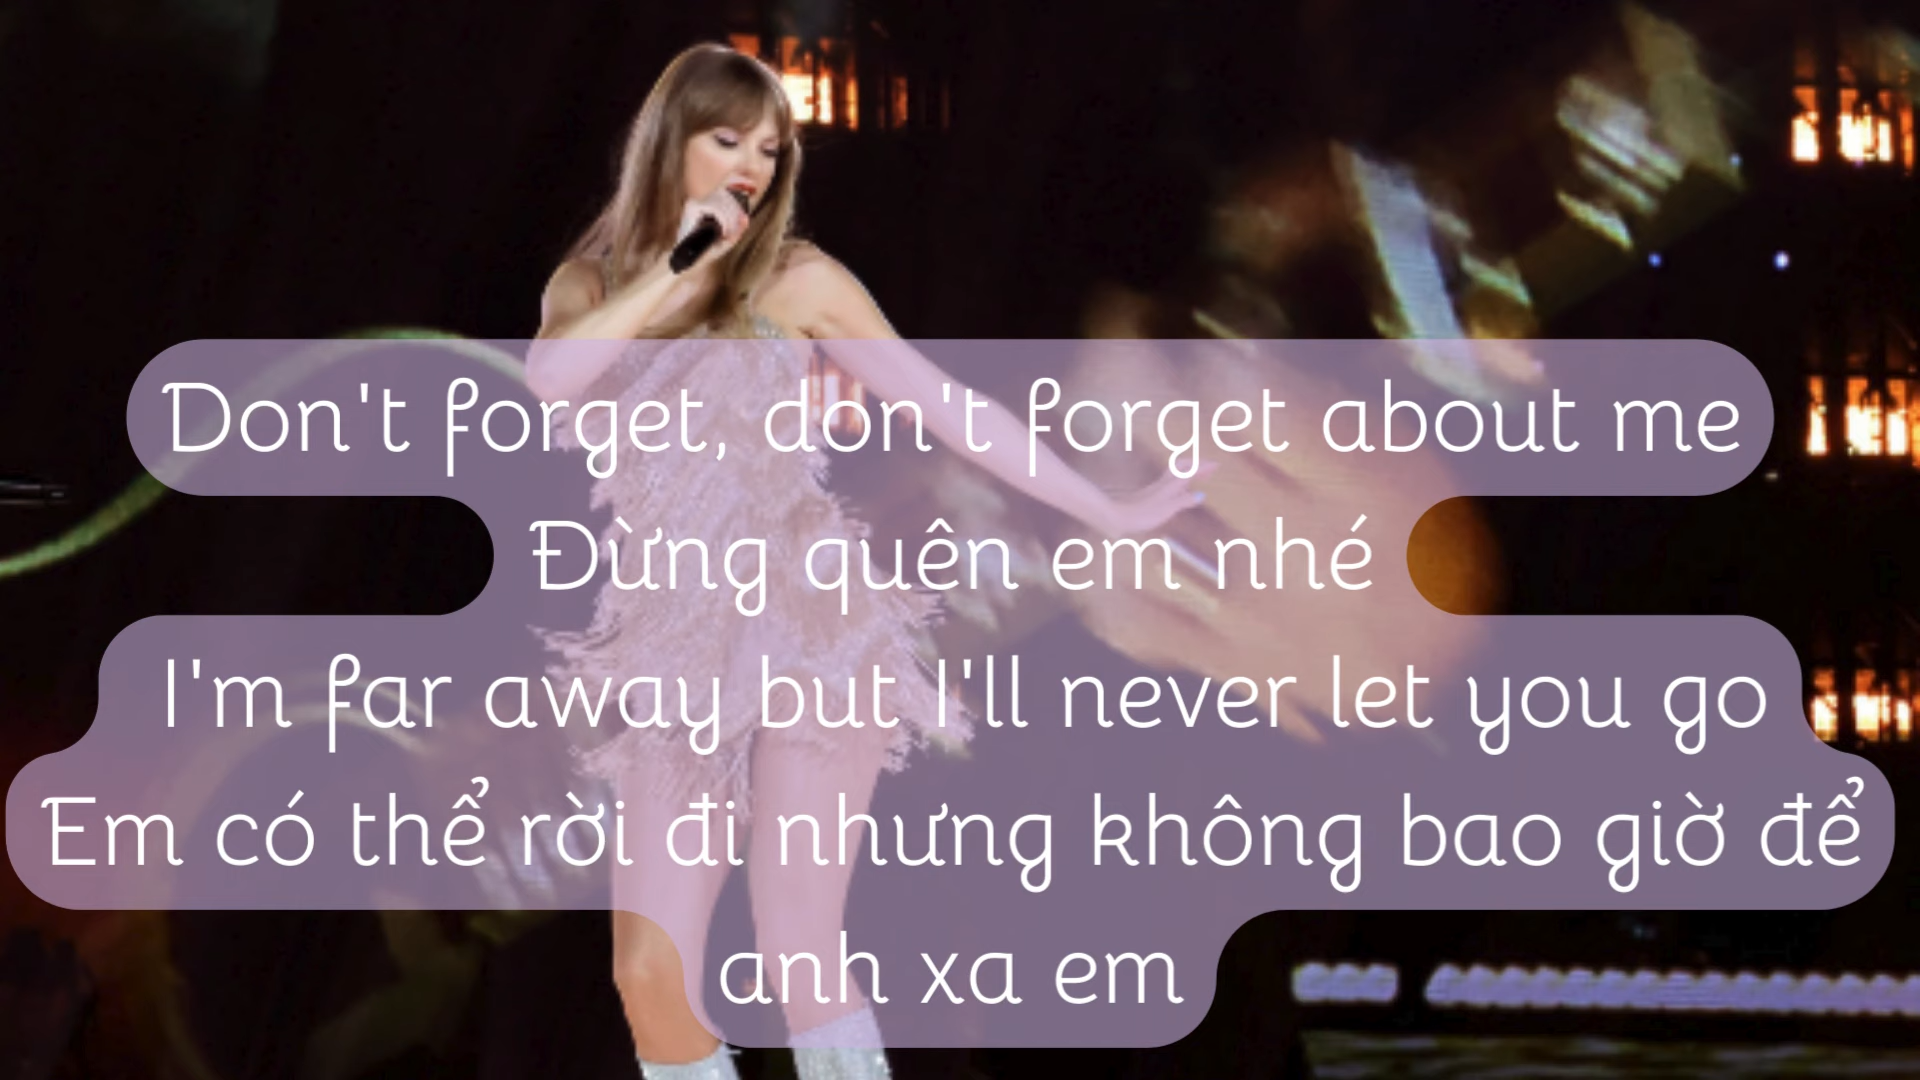 Don't forget, don't forget about me
Đừng quên em nhé
I'm far away but I'll never let you go
Em có thể rời đi nhưng không bao giờ để
anh xa em